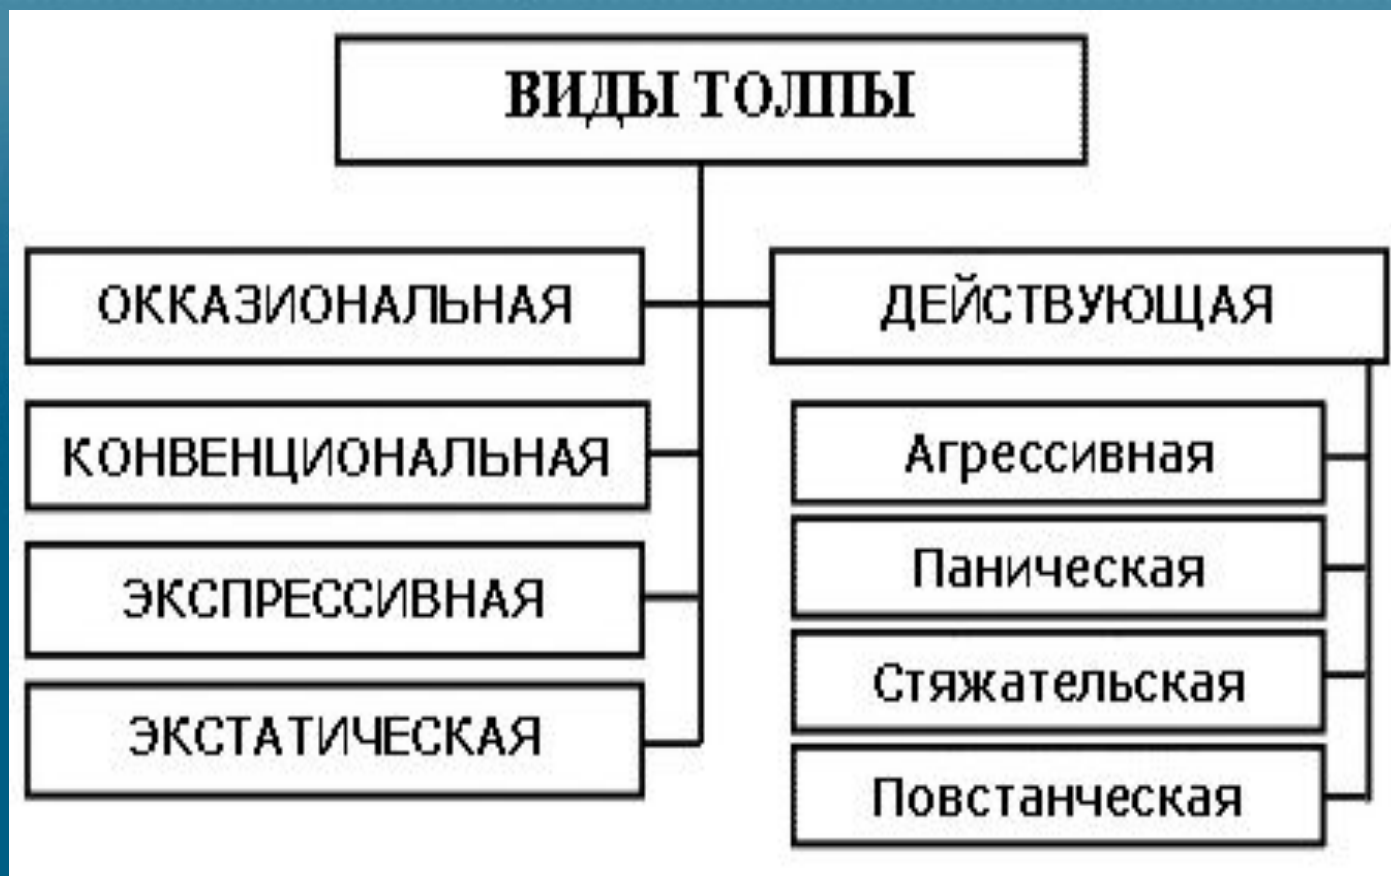 ВИДЫ ТОЛПЫ
ОККАЗИОНАЛЬНАЯ
КОНВЕНЦИОНАЛЬНАЯ
ЭКСПРЕССИВНАЯ
ЭКСТАТИЧЕСКАЯ
ДЕЙСТВУЮЩАЯ
Агрессивная
Паническая
Стяжательская
Повстанческая